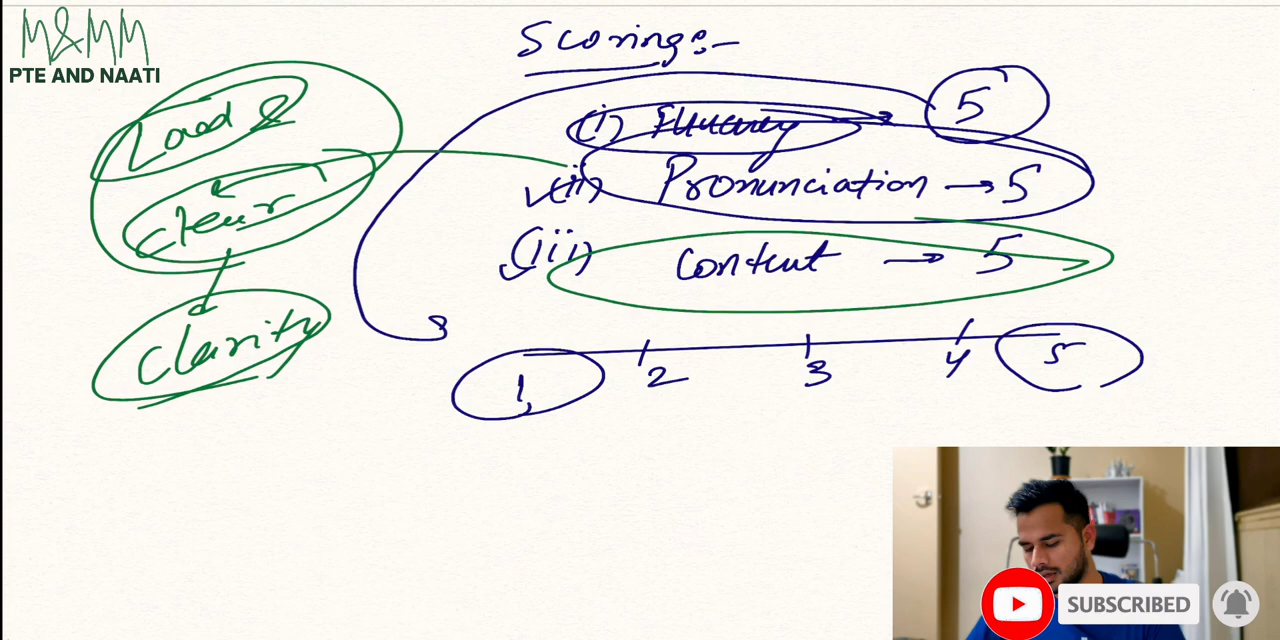 M&MM
PTE AND NAATI
Scoring:-
(i) Fluency → 5
(ii) Pronunciation → 5
(iii) Content → 5
Loud &
Clear
Clarity
1 2 3 4 5
SUBSCRIBED